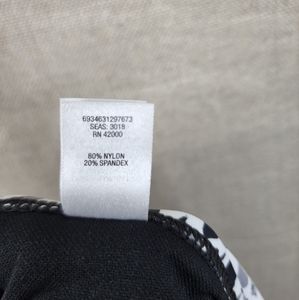 6934631297673
SEAS: 3018
RN 42000
80% NYLON
20% SPANDEX